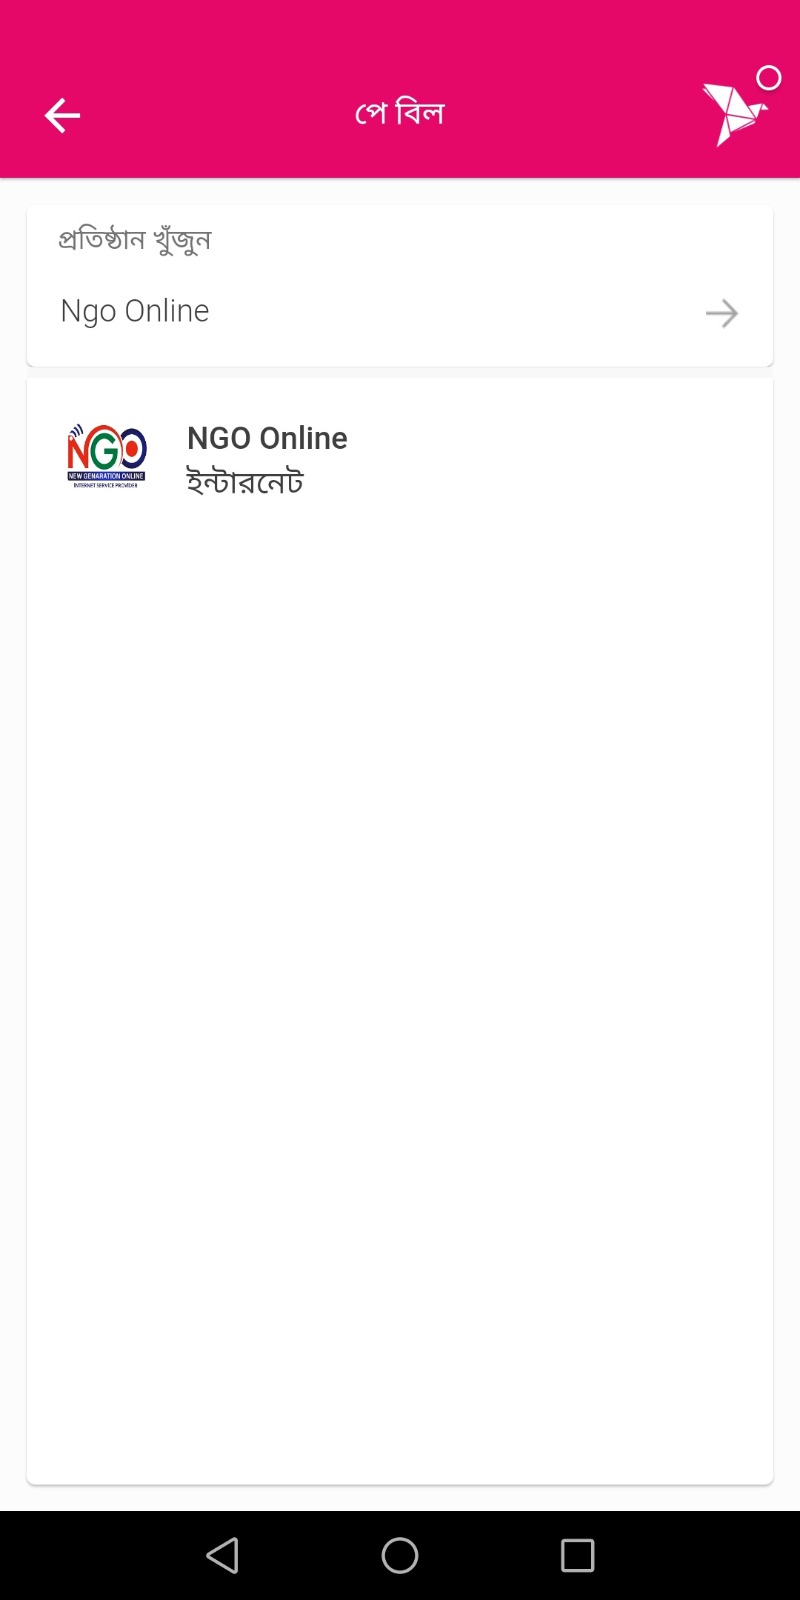 পে বিল
প্রতিষ্ঠান খুঁজুন
Ngo Online
NGO
NEW GENARATION ONLINE
INTERNET SERVICE PROVIDER
NGO Online
ইন্টারনেট